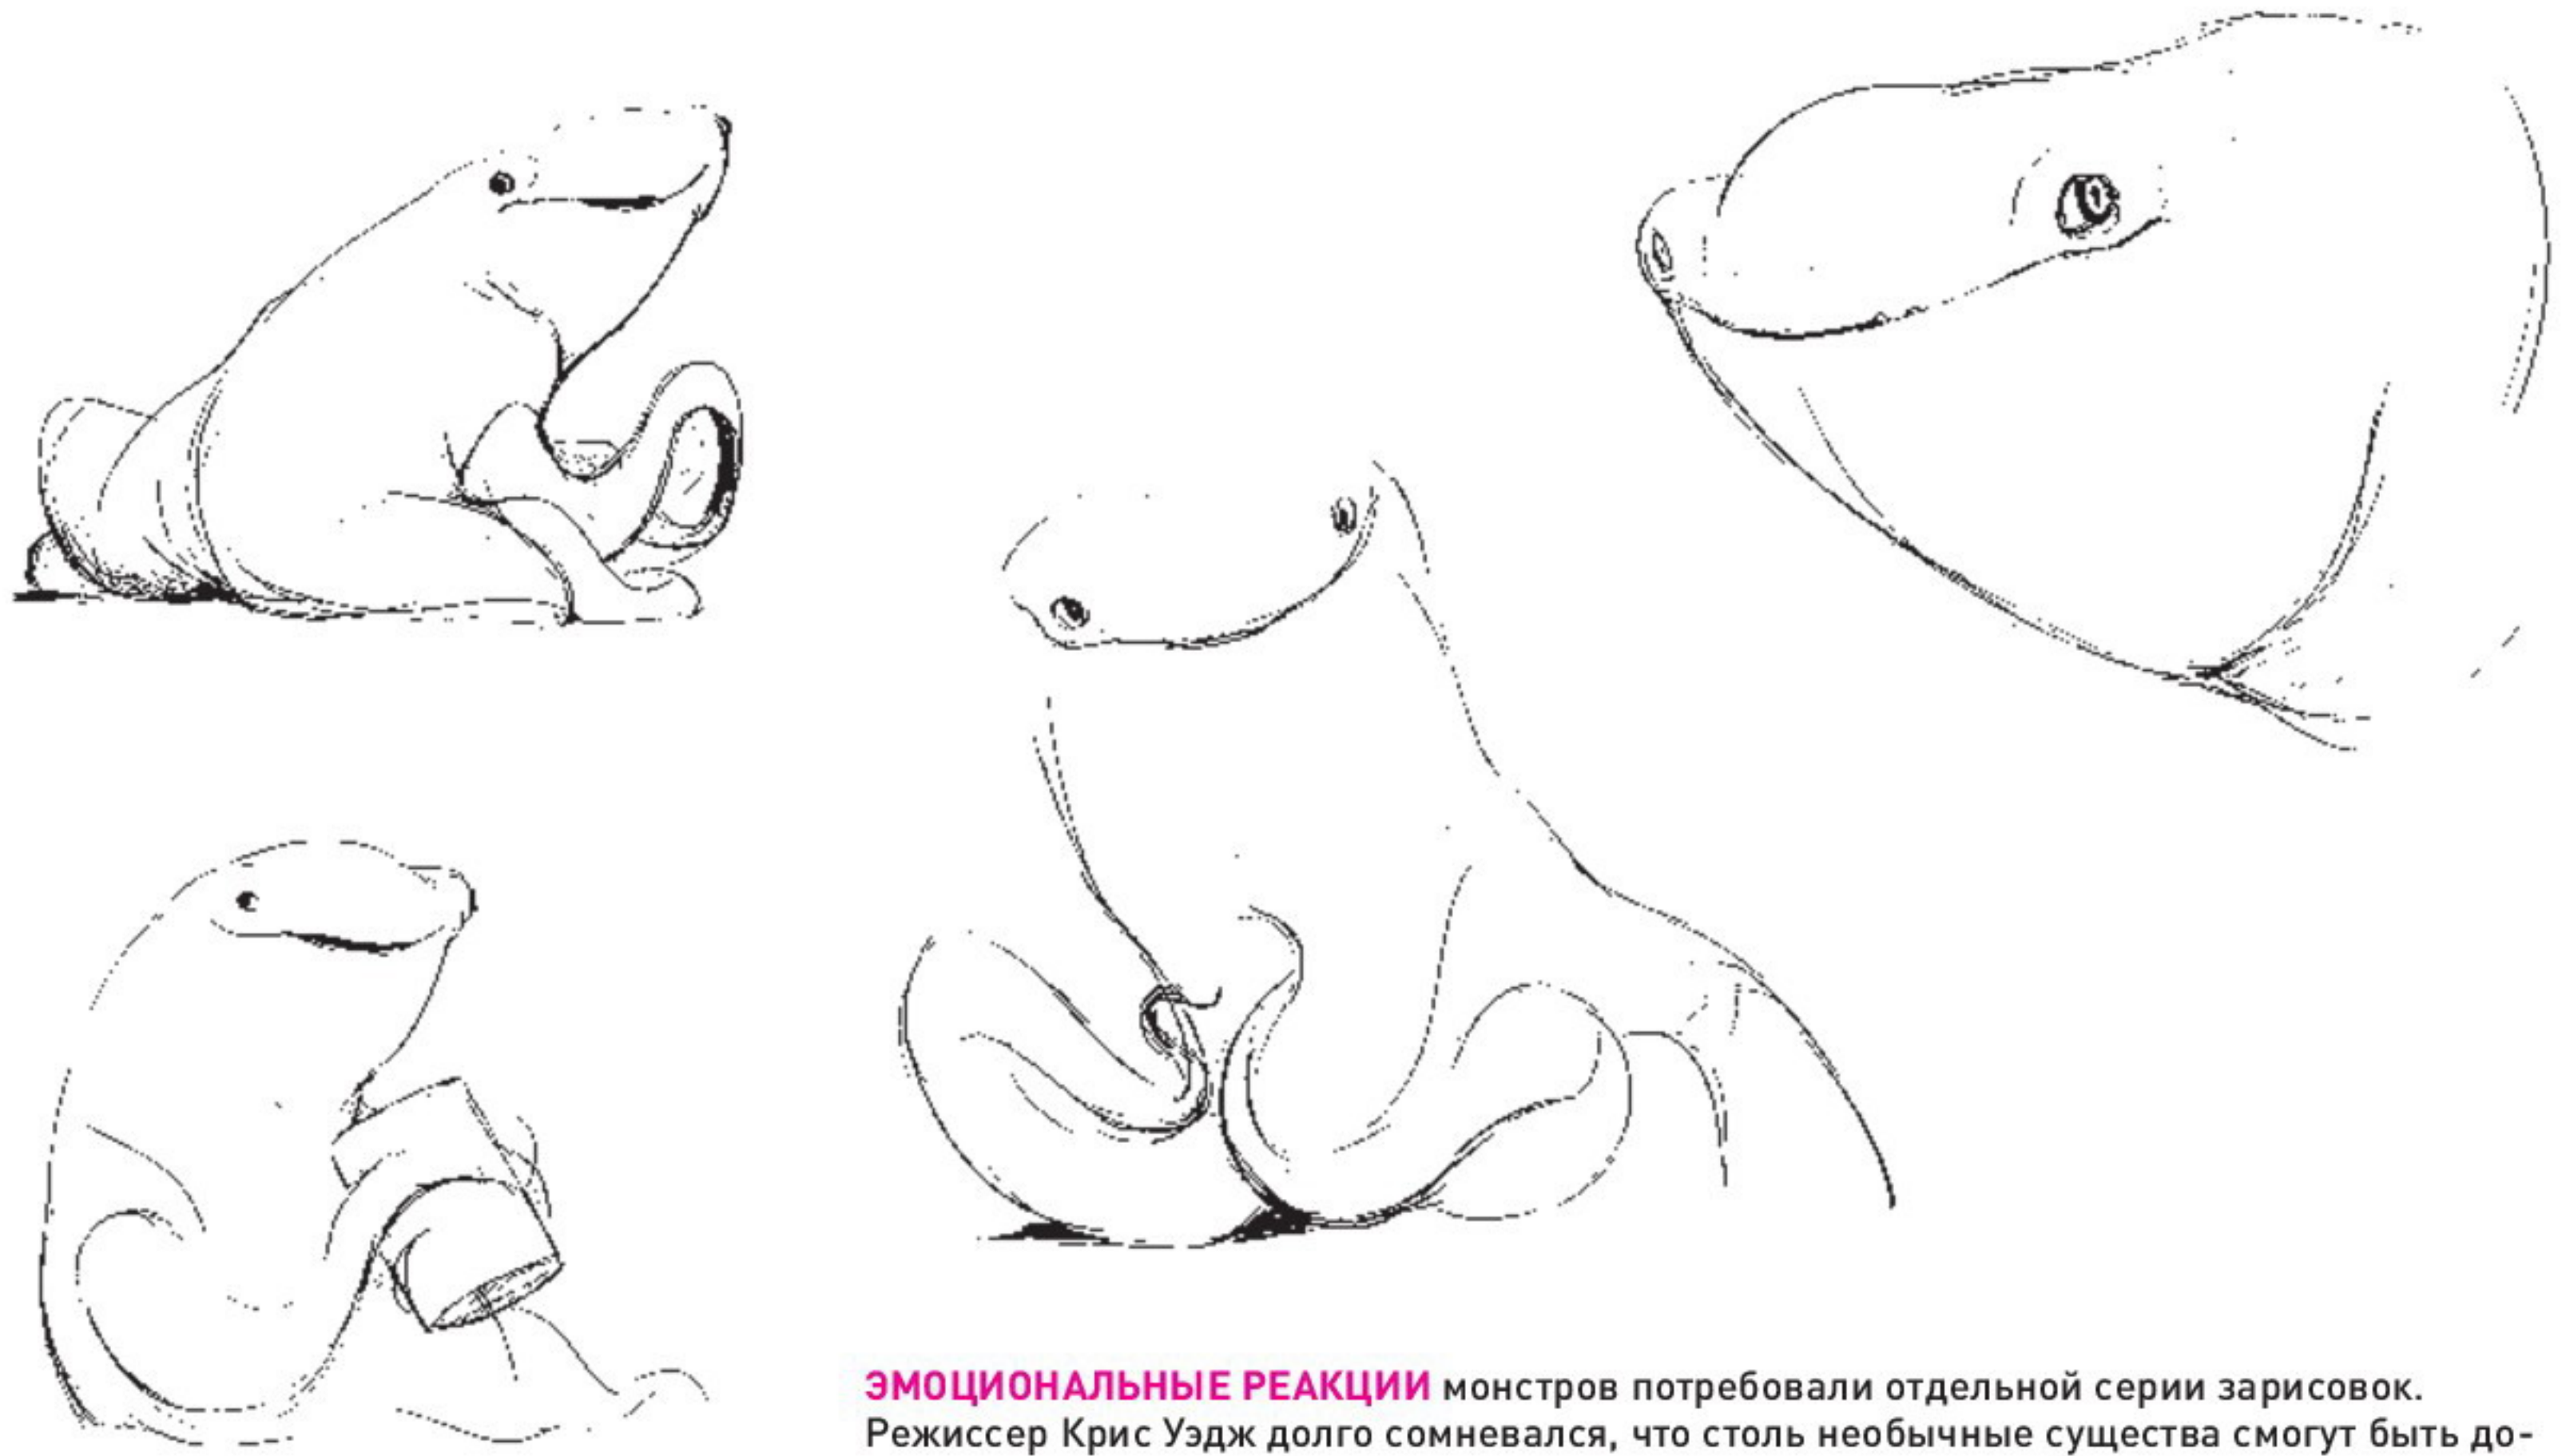 ЭМОЦИОНАЛЬНЫЕ РЕАКЦИИ монстров потребовали отдельной серии зарисовок.
Режиссер Крис Уэдж долго сомневался, что столь необычные существа смогут быть до-